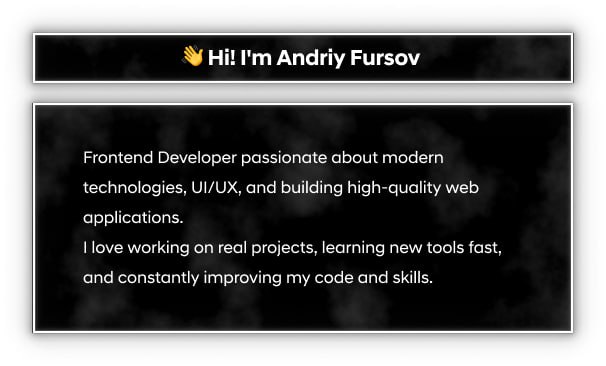 👋 Hi! I'm Andriy Fursov
Frontend Developer passionate about modern
technologies, UI/UX, and building high-quality web
applications.
I love working on real projects, learning new tools fast,
and constantly improving my code and skills.